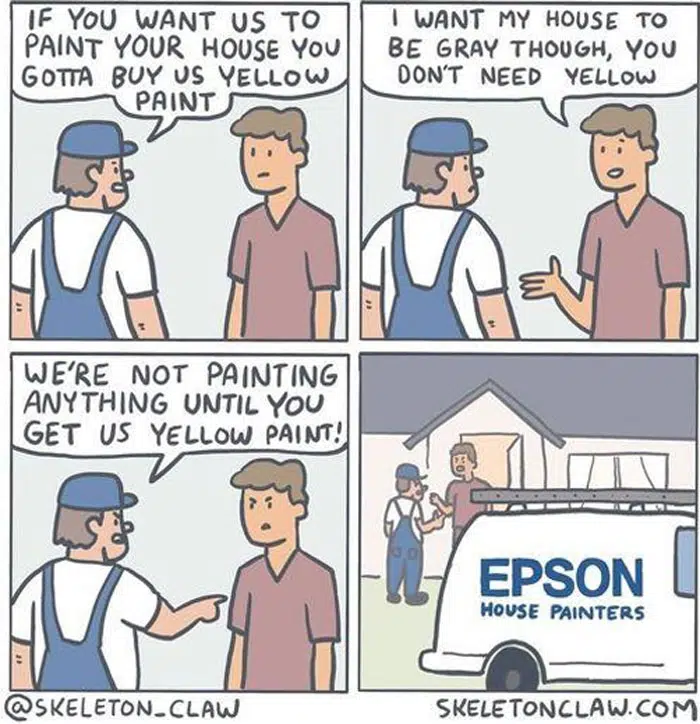 IF YOU WANT US TO
PAINT YOUR HOUSE YOU
GOTTA BUY US YELLOW
PAINT
I WANT MY HOUSE TO
BE GRAY THOUGH, YOU
DON'T NEED YELLOW
WE'RE NOT PAINTING
ANYTHING UNTIL YOU
GET US YELLOW PAINT!
EPSON
HOUSE PAINTERS
@SKELETON_CLAW
SKELETONCLAW.COM